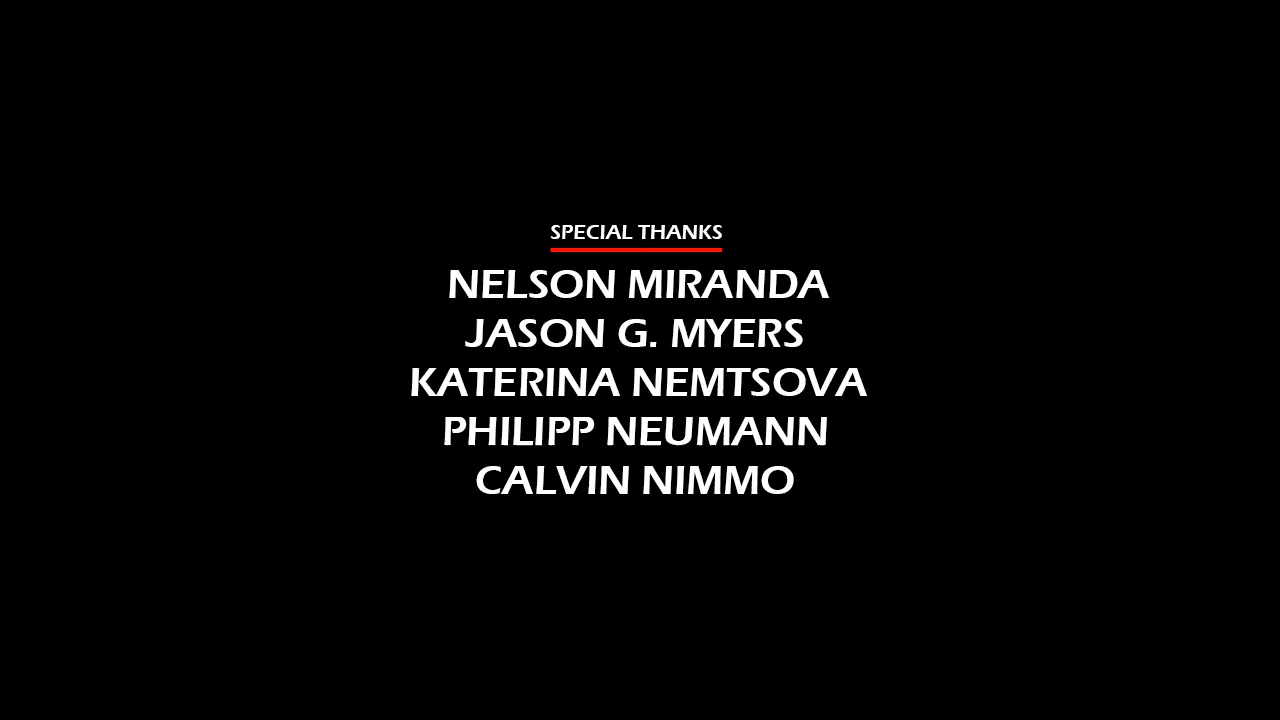 SPECIAL THANKS
NELSON MIRANDA
JASON G. MYERS
KATERINA NEMTSOVA
PHILIPP NEUMANN
CALVIN NIMMO